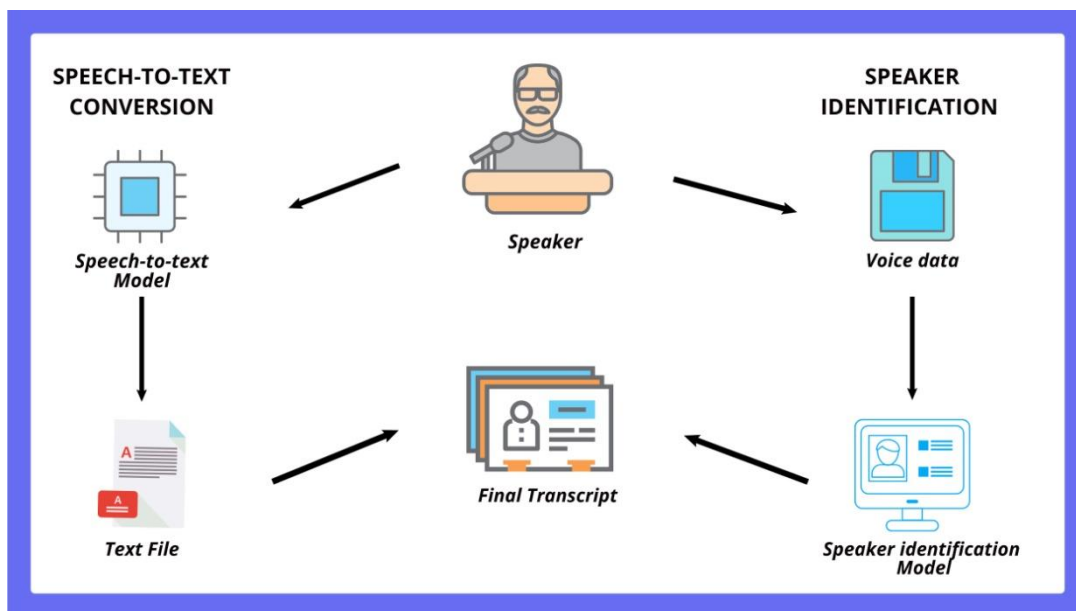 SPEECH-TO-TEXT
CONVERSION
SPEAKER
IDENTIFICATION
Speaker
Speech-to-text
Model
Voice data
A
A
Final Transcript
Text File
Speaker identification
Model